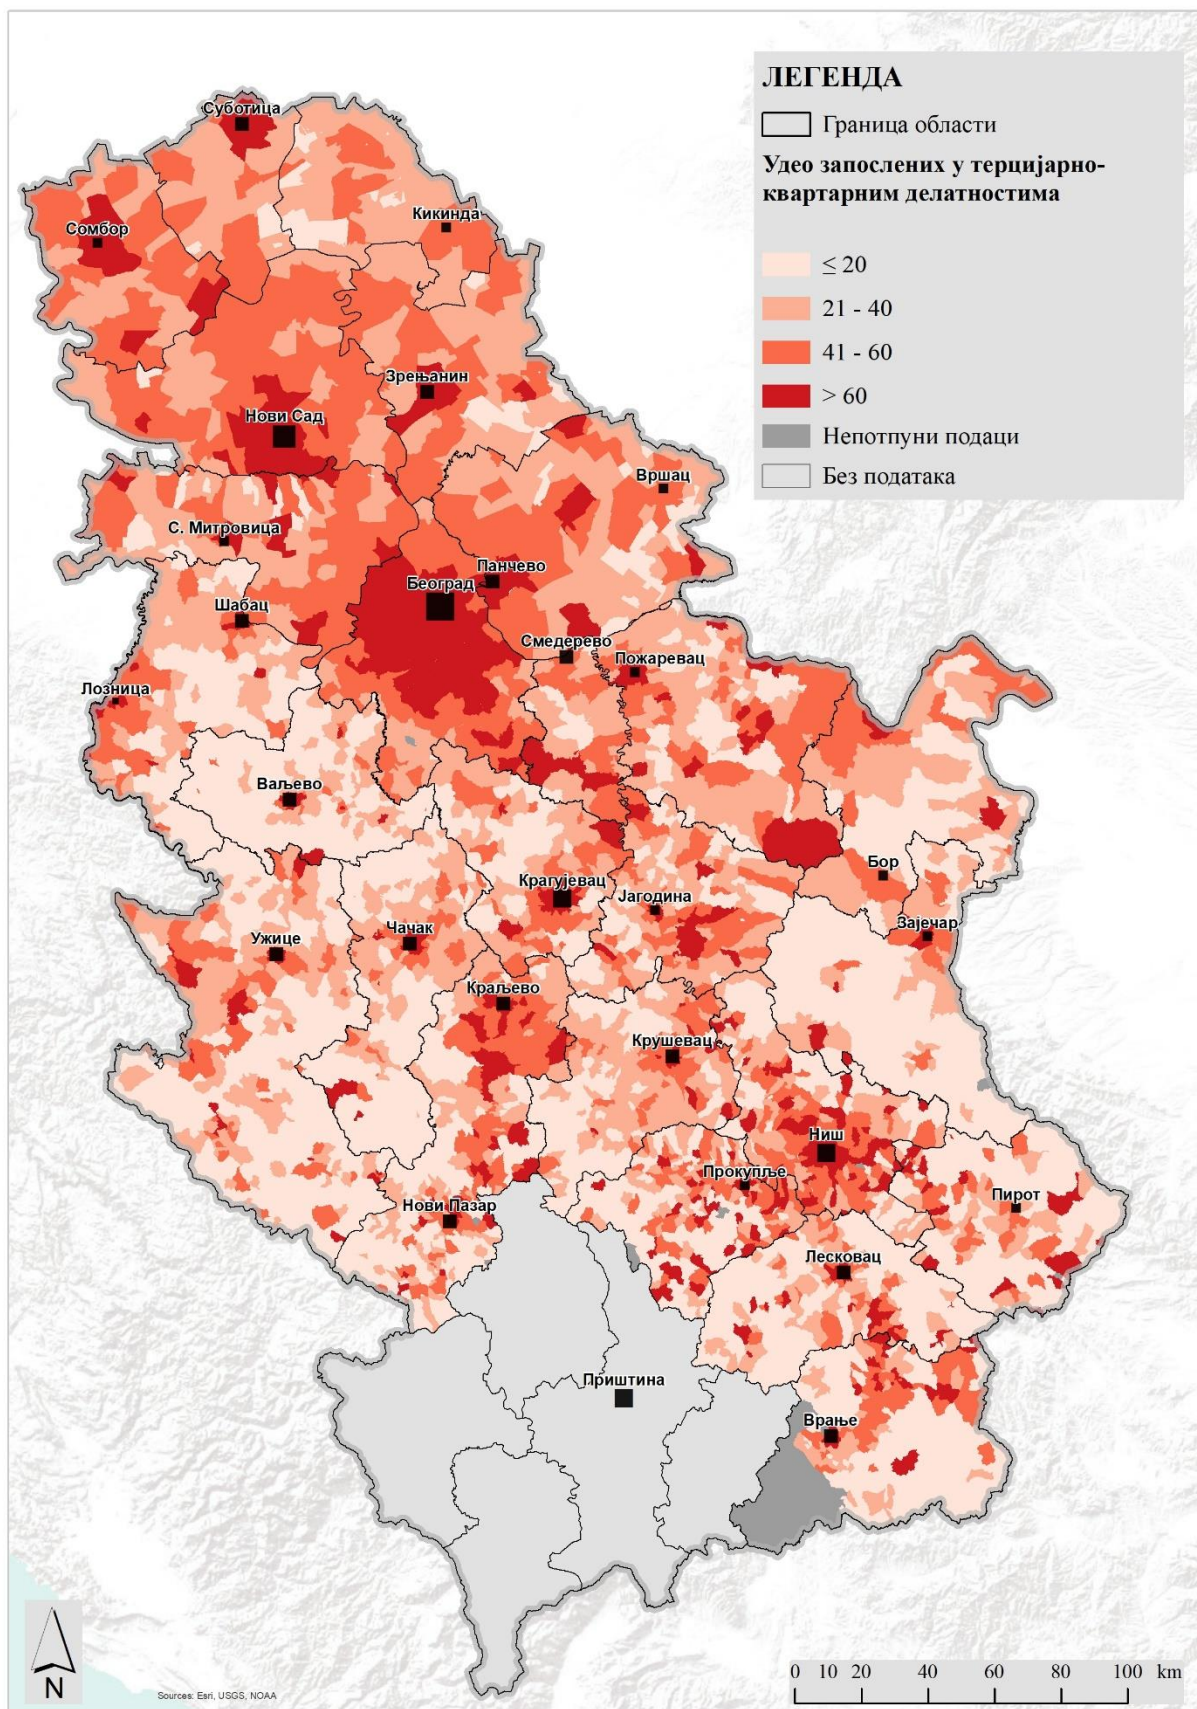 ЛЕГЕНДА
Граница области
Удео запослених у терцијарно-
квартарним делатностима
≤ 20
21 - 40
41 - 60
> 60
Непотпуни подаци
Без података
Суботица
Сомбор
Кикинда
Зрењанин
Нови Сад
Вршац
С. Митровица
Панчево
Београд
Шабац
Смедерево
Пожаревац
Лозница
Ваљево
Бор
Крагујевац
Јагодина
Зајечар
Чачак
Ужице
Краљево
Крушевац
Ниш
Прокупље
Пирот
Нови Пазар
Лесковац
Приштина
Врање
N
Sources: Esri, USGS, NOAA
0 10 20 40 60 80 100 km